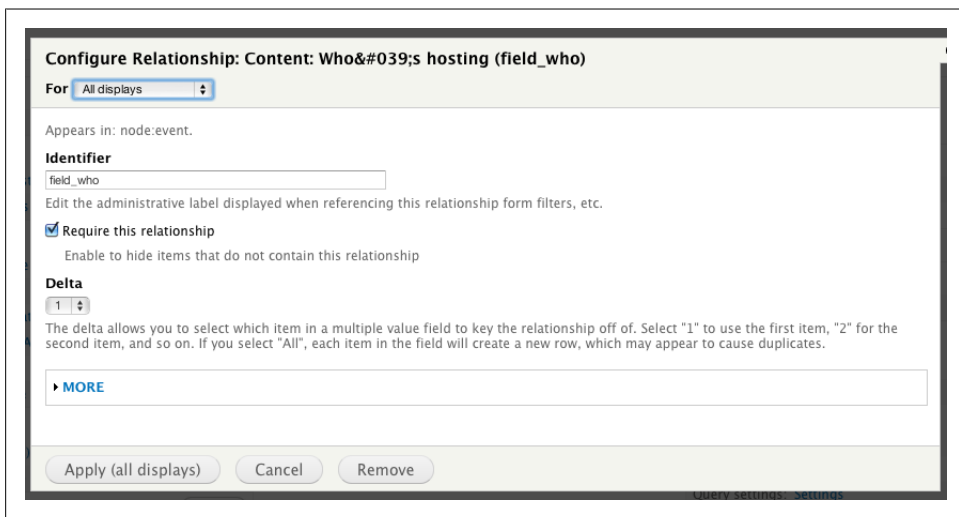 Configure Relationship: Content: Who&#039;s hosting (field_who)
For All displays
Appears in: node:event.
Identifier
field_who
Edit the administrative label displayed when referencing this relationship form filters, etc.
Require this relationship
Enable to hide items that do not contain this relationship
Delta
1
The delta allows you to select which item in a multiple value field to key the relationship off of. Select "1" to use the first item, "2" for the
second item, and so on. If you select "All", each item in the field will create a new row, which may appear to cause duplicates.
MORE
Apply (all displays) Cancel Remove
Query settings: Settings